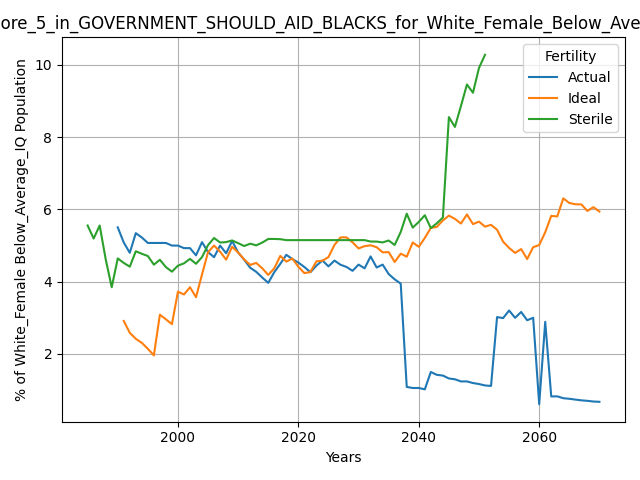 ore_5_in_GOVERNMENT_SHOULD_AID_BLACKS_for_White_Female_Below_Ave
% of White_Female Below_Average_IQ Population
10
8
6
4
2
2000 2020 2040 2060
Years
Fertility
Actual
Ideal
Sterile